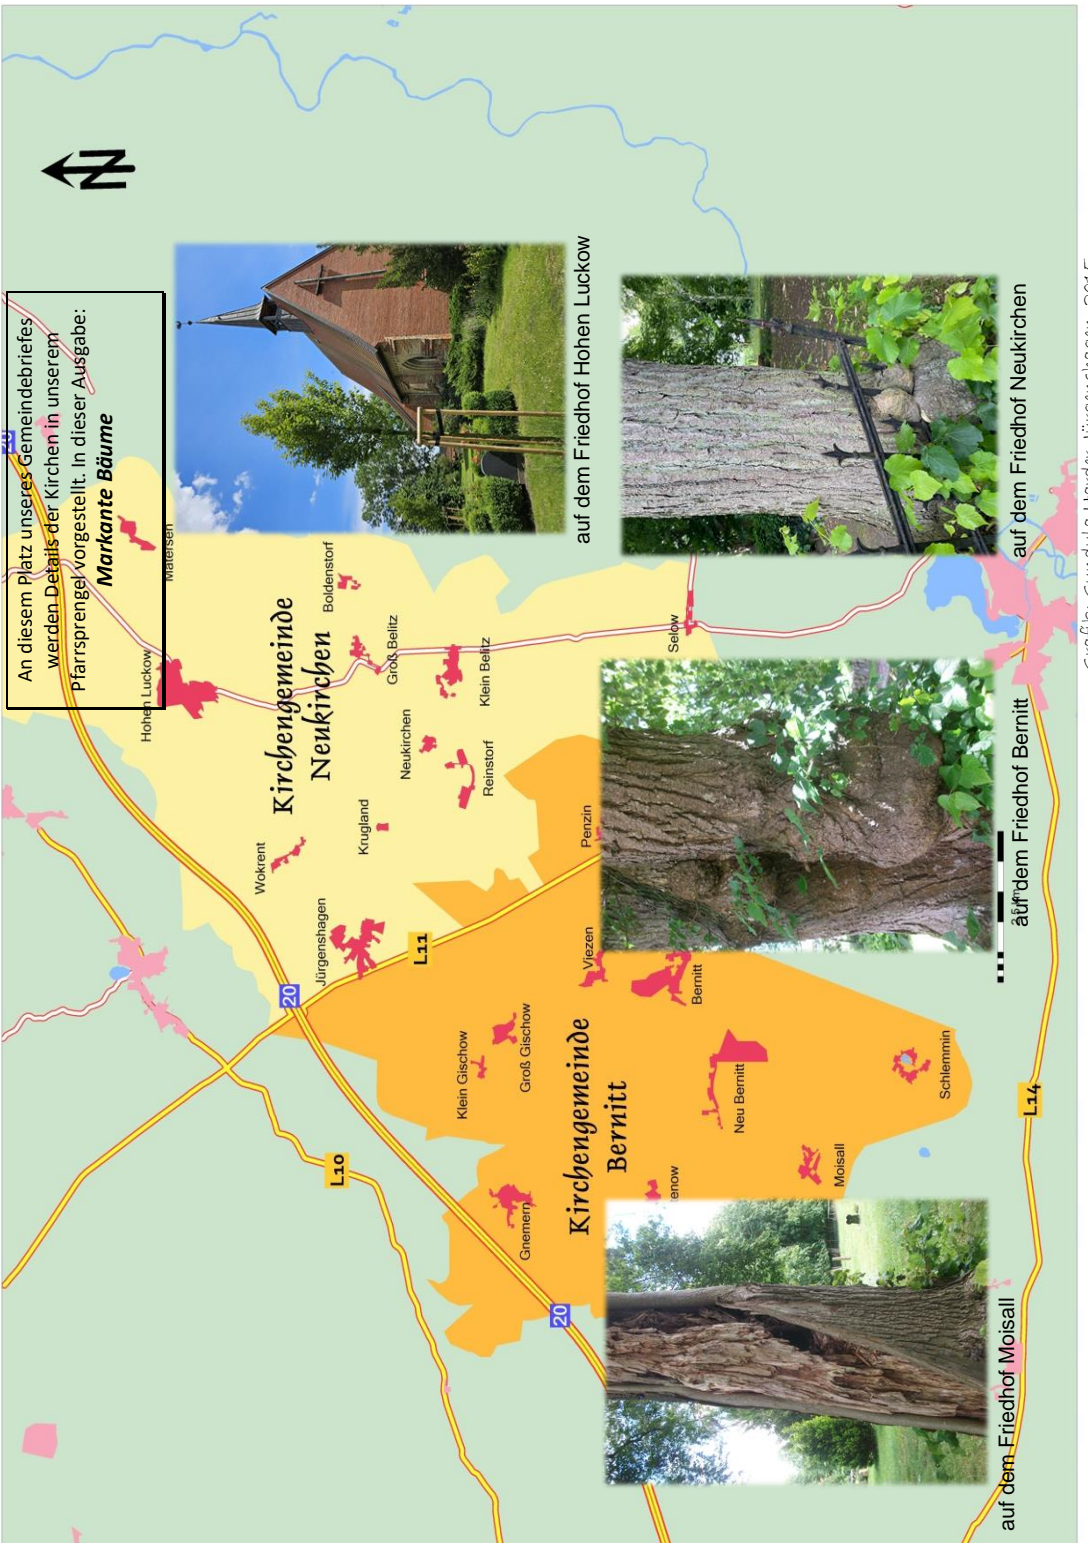 An diesem Platz unseres Gemeindebriefes
werden Details der Kirchen in unserem
Pfarrsprengel vorgestellt. In dieser Ausgabe:
Markante Bäume
N
20
L10
L11
20
20
L14
Kirchengemeinde
Neukirchen
Hohen Luckow
Matersen
Boldenstorf
Groß Belitz
Klein Belitz
Neukirchen
Reinstorf
Krugland
Wokrent
Jürgenshagen
Selow
Penzin
Kirchengemeinde
Bernitt
Viezen
Bernitt
Klein Gischow
Groß Gischow
Neu Bernitt
Gnemern
Moisall
Schlemmin
enow
auf dem Friedhof Hohen Luckow
auf dem Friedhof Neukirchen
auf dem Friedhof Bernitt
auf dem Friedhof Moisall